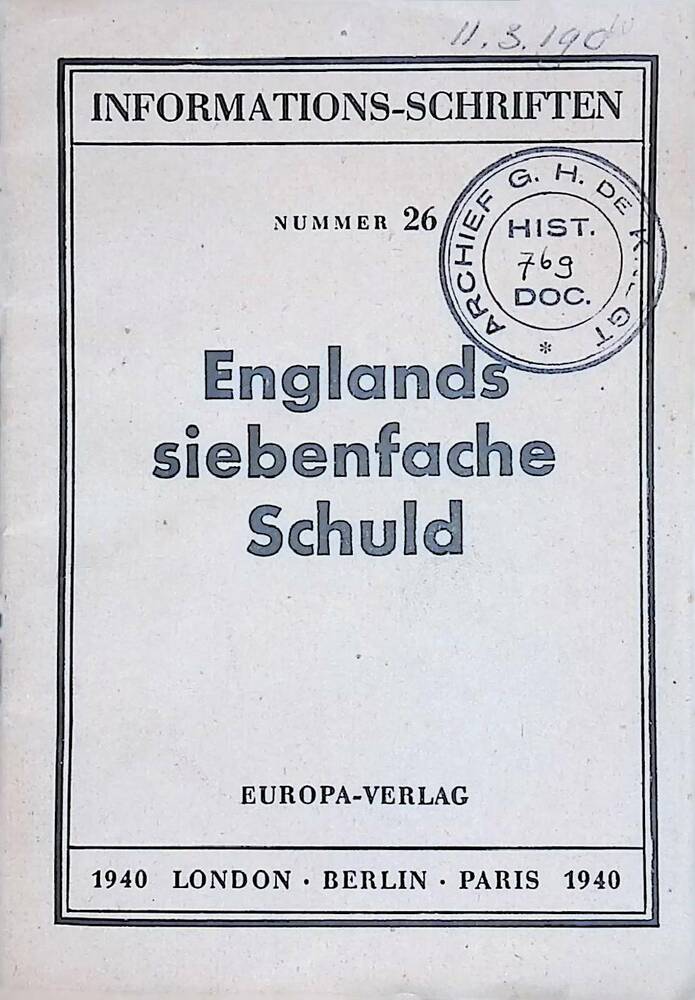 11.3.190
INFORMATIONS-SCHRIFTEN
NUMMER 26
ARCHIEF G. H. DE
HIST.
769
DOC.
*
Englands
siebenfache
Schuld
EUROPA-VERLAG
1940 LONDON · BERLIN · PARIS 1940